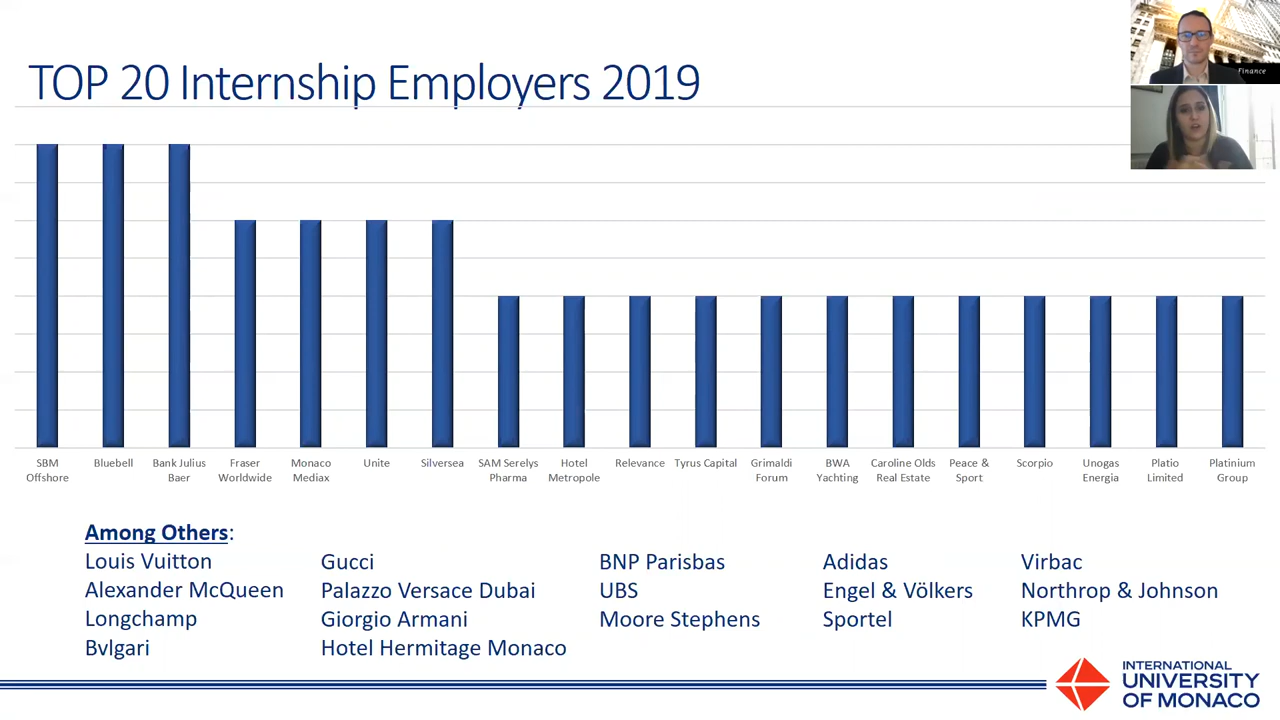 TOP 20 Internship Employers 2019
Finance
SBM Offshore
Bluebell
Bank Julius Baer
Fraser Worldwide
Monaco Mediax
Unite
Silversea
SAM Serelys Pharma
Hotel Metropole
Relevance
Tyrus Capital
Grimaldi Forum
BWA Yachting
Caroline Olds Real Estate
Peace & Sport
Scorpio
Unogas Energia
Platio Limited
Platinium Group
Among Others:
Louis Vuitton
Alexander McQueen
Longchamp
Bvlgari
Gucci
Palazzo Versace Dubai
Giorgio Armani
Hotel Hermitage Monaco
BNP Parisbas
UBS
Moore Stephens
Adidas
Engel & Völkers
Sportel
Virbac
Northrop & Johnson
KPMG
INTERNATIONAL
UNIVERSITY
OF MONACO